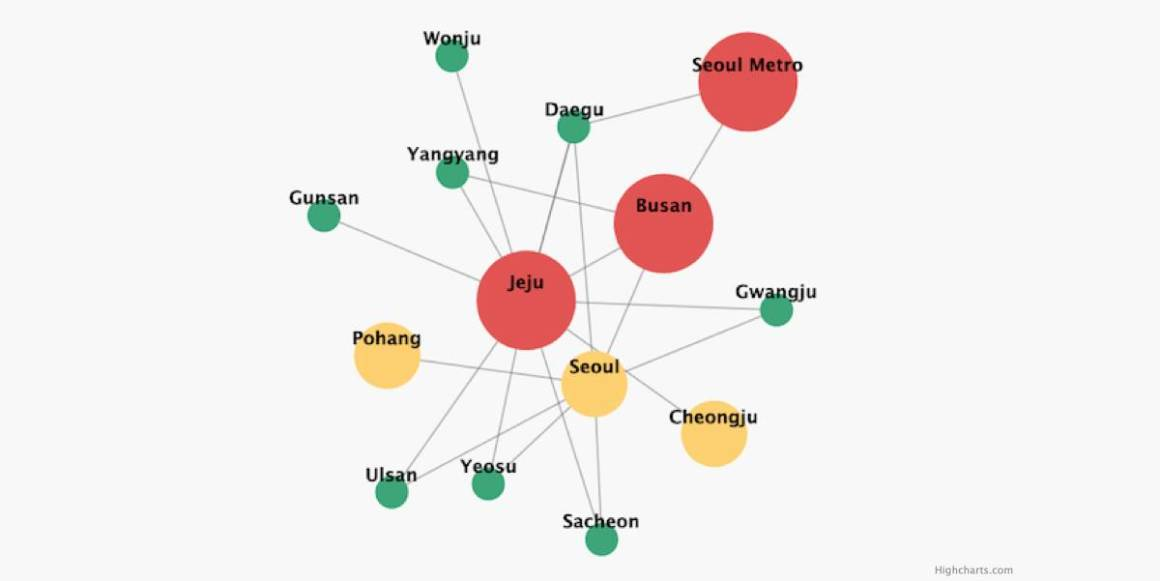 Wonju
Seoul Metro
Daegu
Yangyang
Gunsan
Busan
Jeju
Gwangju
Pohang
Seoul
Cheongju
Ulsan
Yeosu
Sacheon
Highcharts.com